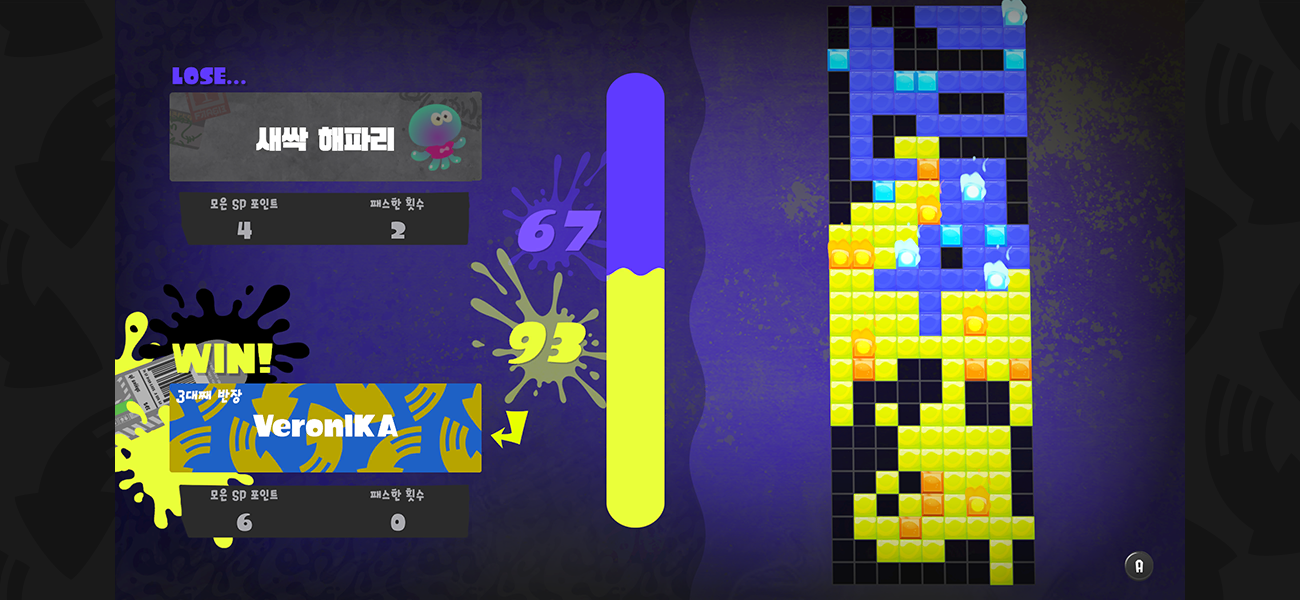 LOSE...
새싹 해파리
모은 SP 포인트
패스한 횟수
4
2
67
93
WIN!
3대째 반장
VeronIKA
모은 SP 포인트
패스한 횟수
6
0
A